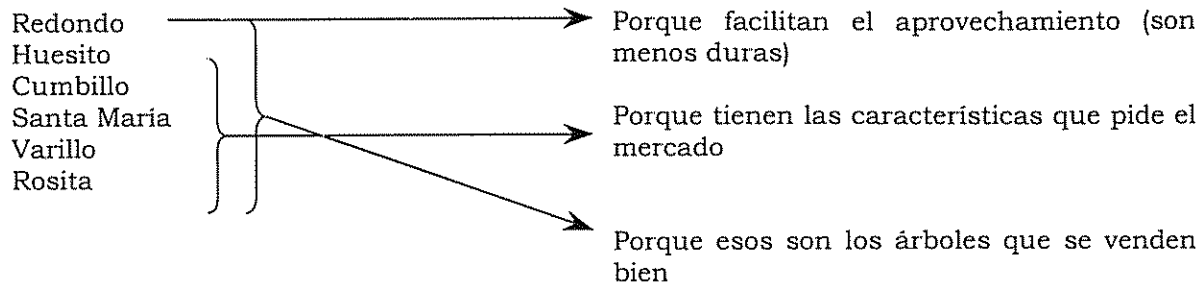 Redondo
Huesito
Cumbillo
Santa María
Varillo
Rosita
Porque facilitan el aprovechamiento (son
menos duras)
Porque tienen las características que pide el
mercado
Porque esos son los árboles que se venden
bien